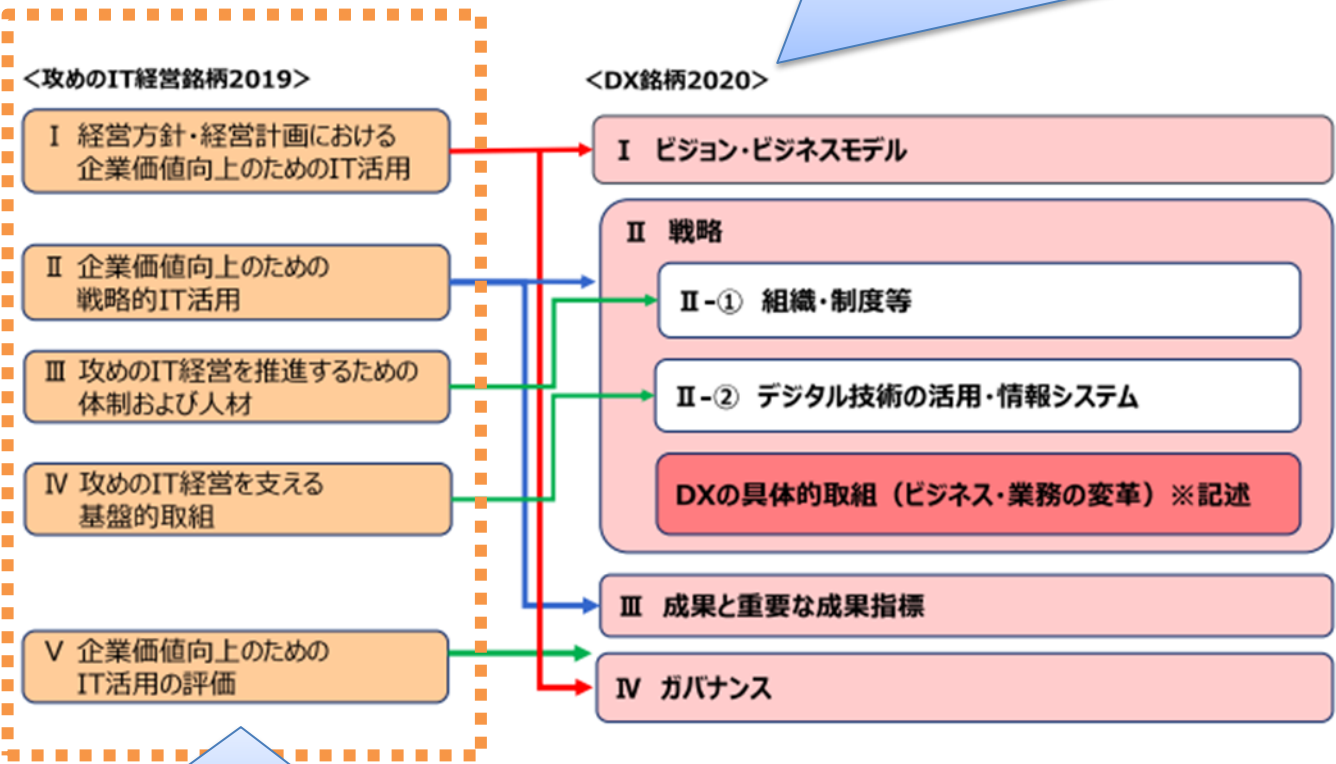 ＜攻めのIT経営銘柄2019＞
Ⅰ 経営方針・経営計画における
企業価値向上のためのIT活用
Ⅱ 企業価値向上のための
戦略的IT活用
Ⅲ 攻めのIT経営を推進するための
体制および人材
Ⅳ 攻めのIT経営を支える
基盤的取組
Ⅴ 企業価値向上のための
IT活用の評価
＜DX銘柄2020＞
Ⅰ ビジョン・ビジネスモデル
Ⅱ 戦略
Ⅱ-① 組織・制度等
Ⅱ-② デジタル技術の活用・情報システム
DXの具体的取組（ビジネス・業務の変革）※記述
Ⅲ 成果と重要な成果指標
Ⅳ ガバナンス